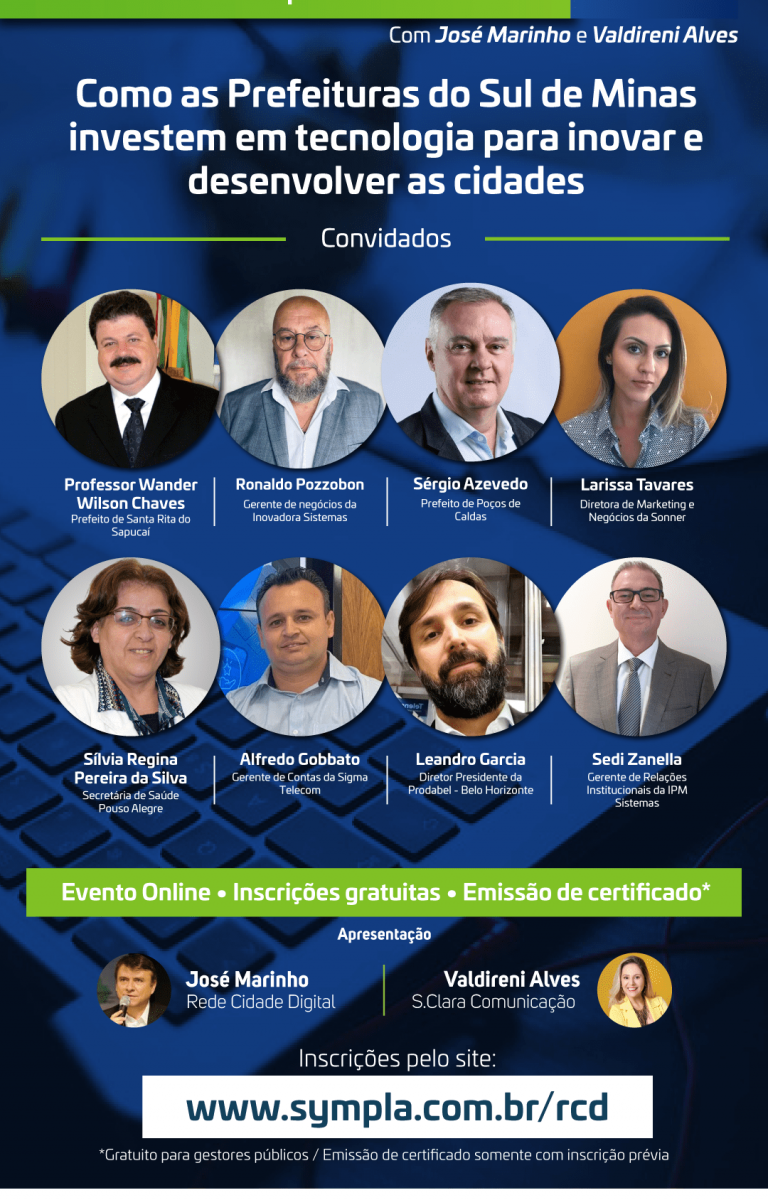 Com José Marinho e Valdireni Alves
Como as Prefeituras do Sul de Minas
investem em tecnologia para inovar e
desenvolver as cidades
Convidados
Professor Wander
Wilson Chaves
Prefeito de Santa Rita do
Sapucaí
Ronaldo Pozzobon
Gerente de negócios da
Inovadora Sistemas
Sérgio Azevedo
Prefeito de Poços de
Caldas
Larissa Tavares
Diretora de Marketing e
Negócios da Sonner
Sílvia Regina
Pereira da Silva
Secretária de Saúde
Pouso Alegre
Alfredo Gobbato
Gerente de Contas da Sigma
Telecom
Leandro Garcia
Diretor Presidente da
Prodabel - Belo Horizonte
Sedi Zanella
Gerente de Relações
Institucionais da IPM
Sistemas
Evento Online • Inscrições gratuitas • Emissão de certificado*
Apresentação
José Marinho
Rede Cidade Digital
Valdireni Alves
S.Clara Comunicação
Inscrições pelo site:
www.sympla.com.br/rcd
*Gratuito para gestores públicos / Emissão de certificado somente com inscrição prévia